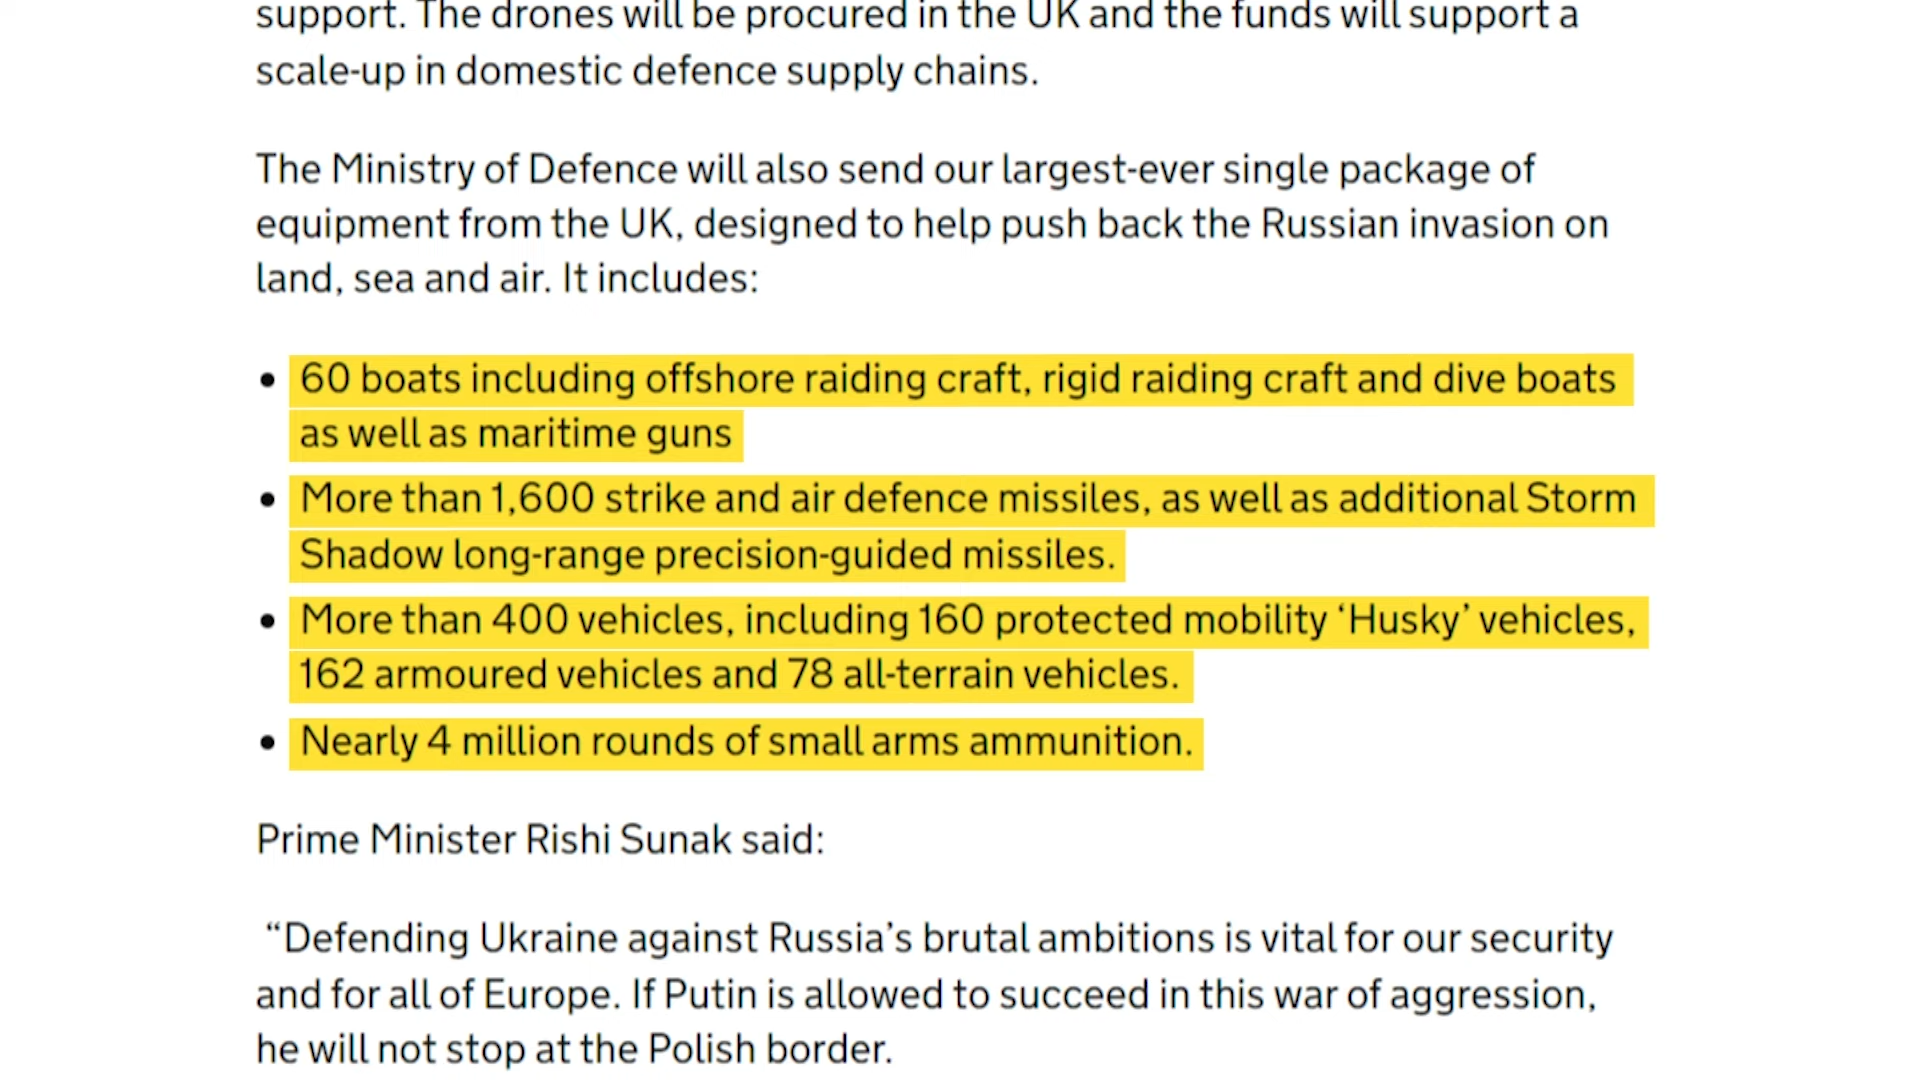 support. The drones will be procured in the UK and the funds will support a
scale-up in domestic defence supply chains.
The Ministry of Defence will also send our largest-ever single package of
equipment from the UK, designed to help push back the Russian invasion on
land, sea and air. It includes:
• 60 boats including offshore raiding craft, rigid raiding craft and dive boats
as well as maritime guns
• More than 1,600 strike and air defence missiles, as well as additional Storm
Shadow long-range precision-guided missiles.
• More than 400 vehicles, including 160 protected mobility ‘Husky’ vehicles,
162 armoured vehicles and 78 all-terrain vehicles.
• Nearly 4 million rounds of small arms ammunition.
Prime Minister Rishi Sunak said:
“Defending Ukraine against Russia’s brutal ambitions is vital for our security
and for all of Europe. If Putin is allowed to succeed in this war of aggression,
he will not stop at the Polish border.